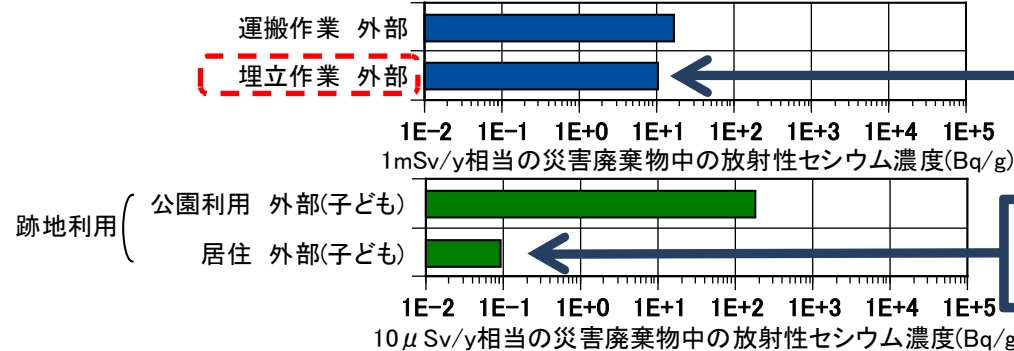 運搬作業 外部
埋立作業 外部
1E-2 1E-1 1E+0 1E+1 1E+2 1E+3 1E+4 1E+5
1mSv/y相当の災害廃棄物中の放射性セシウム濃度(Bq/g)
跡地利用
公園利用 外部(子ども)
居住 外部(子ども)
1E-2 1E-1 1E+0 1E+1 1E+2 1E+3 1E+4 1E+5
10μSv/y相当の災害廃棄物中の放射性セシウム濃度(Bq/g